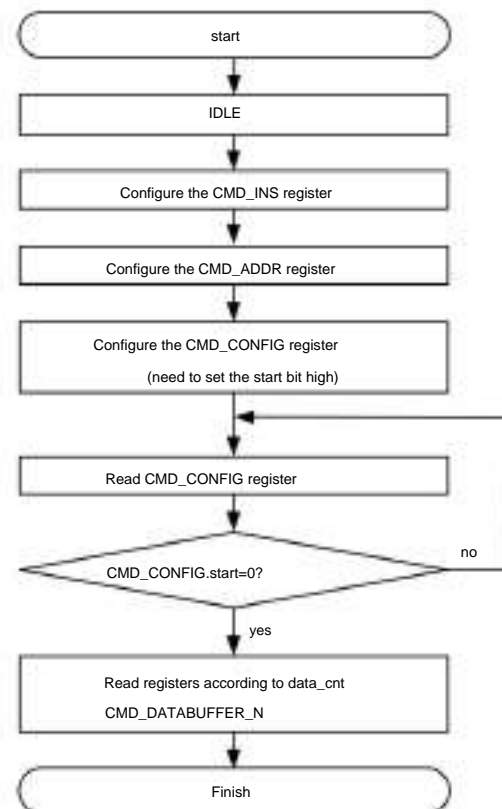 start
IDLE
Configure the CMD_INS register
Configure the CMD_ADDR register
Configure the CMD_CONFIG register
(need to set the start bit high)
Read CMD_CONFIG register
CMD_CONFIG.start=0?
no
yes
Read registers according to data_cnt
CMD_DATABUFFER_N
Finish